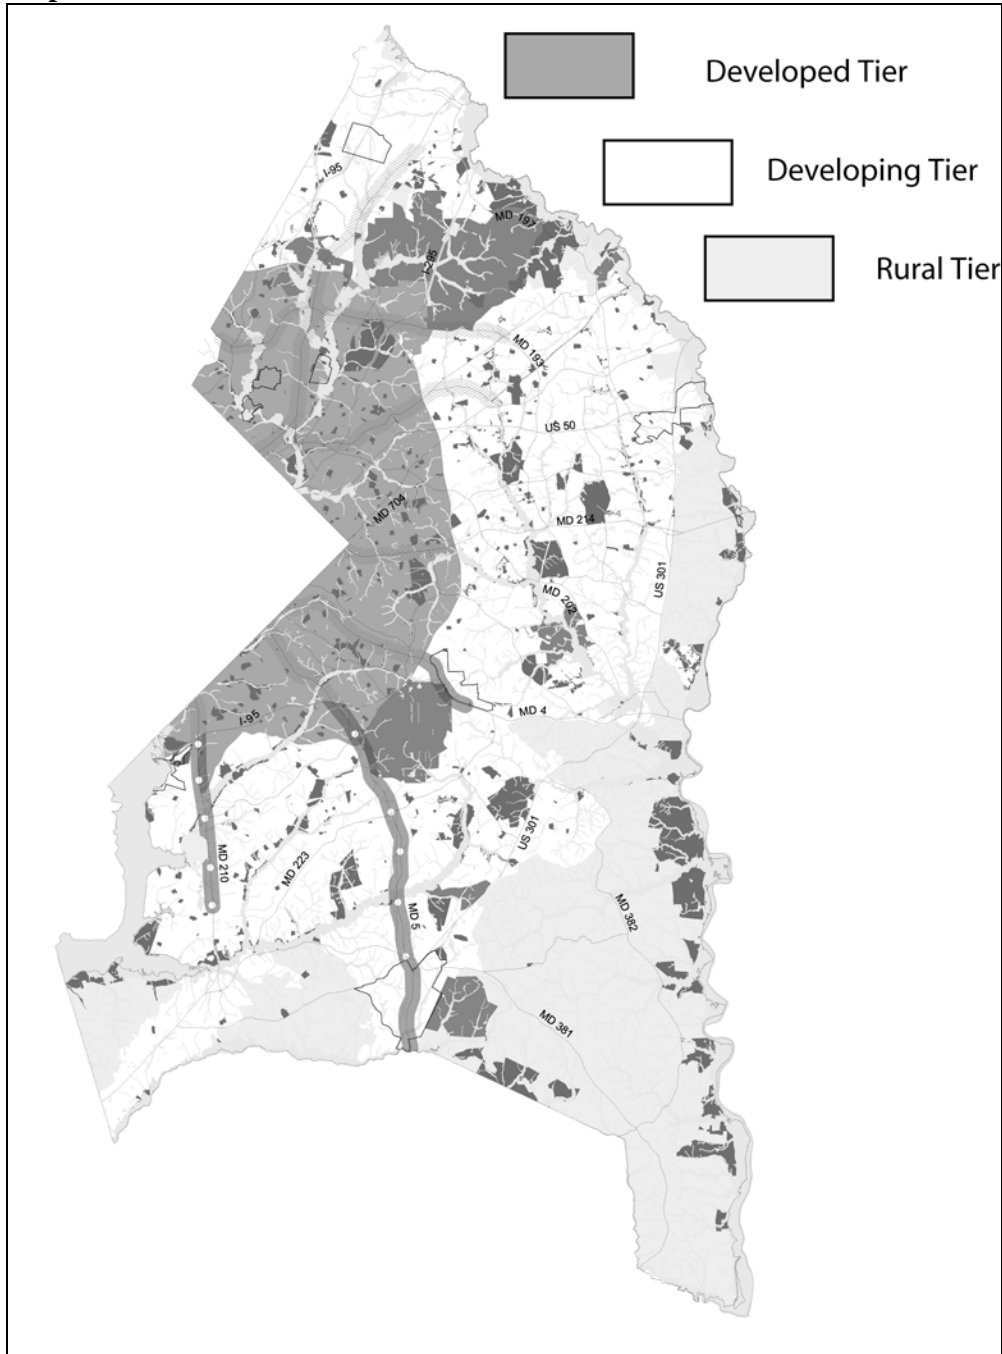 Developed Tier
Developing Tier
Rural Tier
I-95
MD 197
I-295
MD 193
US 50
MD 704
MD 214
US 301
MD 202
I-95
MD 4
US 301
MD 210
MD 223
MD 5
MD 382
MD 381